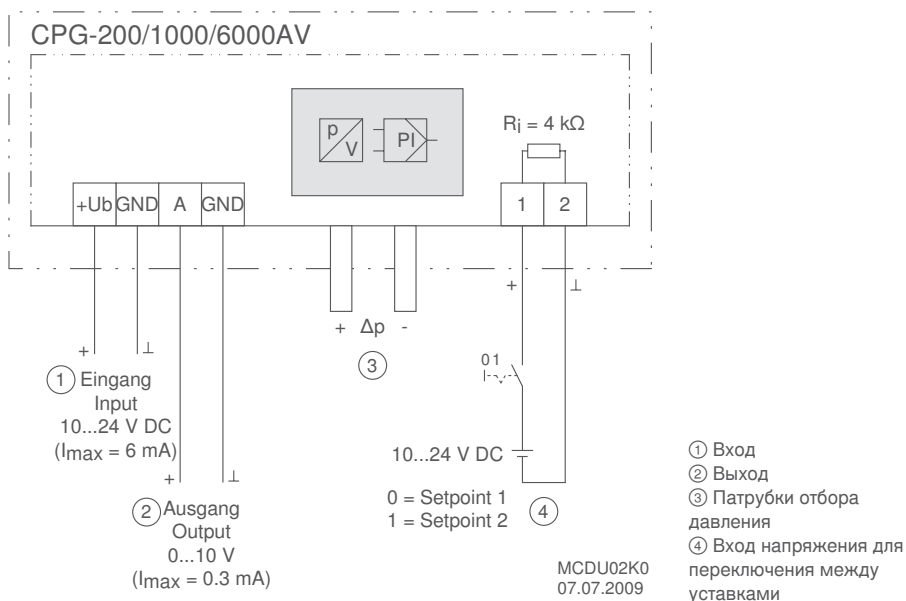 CPG-200/1000/6000AV
p
V
PI
Ri = 4 kΩ
+Ub GND A GND
1 2
+ ⊥
+ Δp -
③
+ ⊥
① Eingang
Input
10...24 V DC
(Imax = 6 mA)
0 1
10...24 V DC
0 = Setpoint 1
1 = Setpoint 2
④
+ ⊥
② Ausgang
Output
0...10 V
(Imax = 0.3 mA)
MCDU02K0
07.07.2009
① Вход
② Выход
③ Патрубки отбора
давления
④ Вход напряжения для
переключения между
уставками